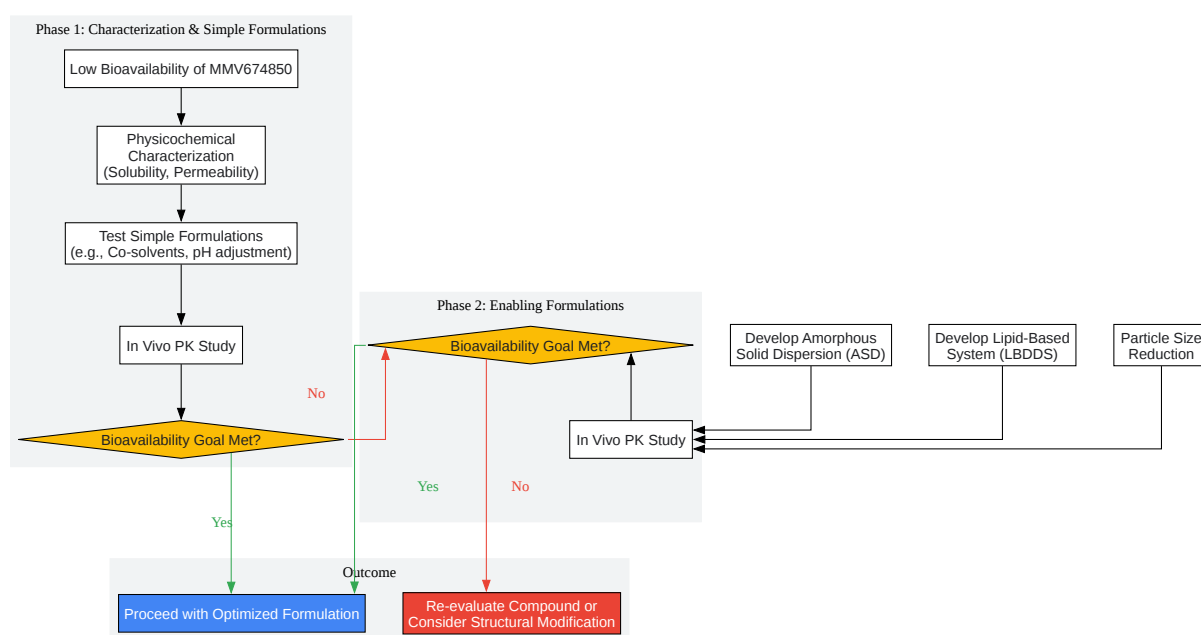 Phase 1: Characterization & Simple Formulations
Low Bioavailability of MMV674850
Physicochemical
Characterization
(Solubility, Permeability)
Test Simple Formulations
(e.g., Co-solvents, pH adjustment)
In Vivo PK Study
Bioavailability Goal Met?
No
Yes
Phase 2: Enabling Formulations
Bioavailability Goal Met?
In Vivo PK Study
Yes
No
Develop Amorphous
Solid Dispersion (ASD)
Develop Lipid-Based
System (LBDDS)
Particle Size
Reduction
Outcome
Proceed with Optimized Formulation
Re-evaluate Compound or
Consider Structural Modification